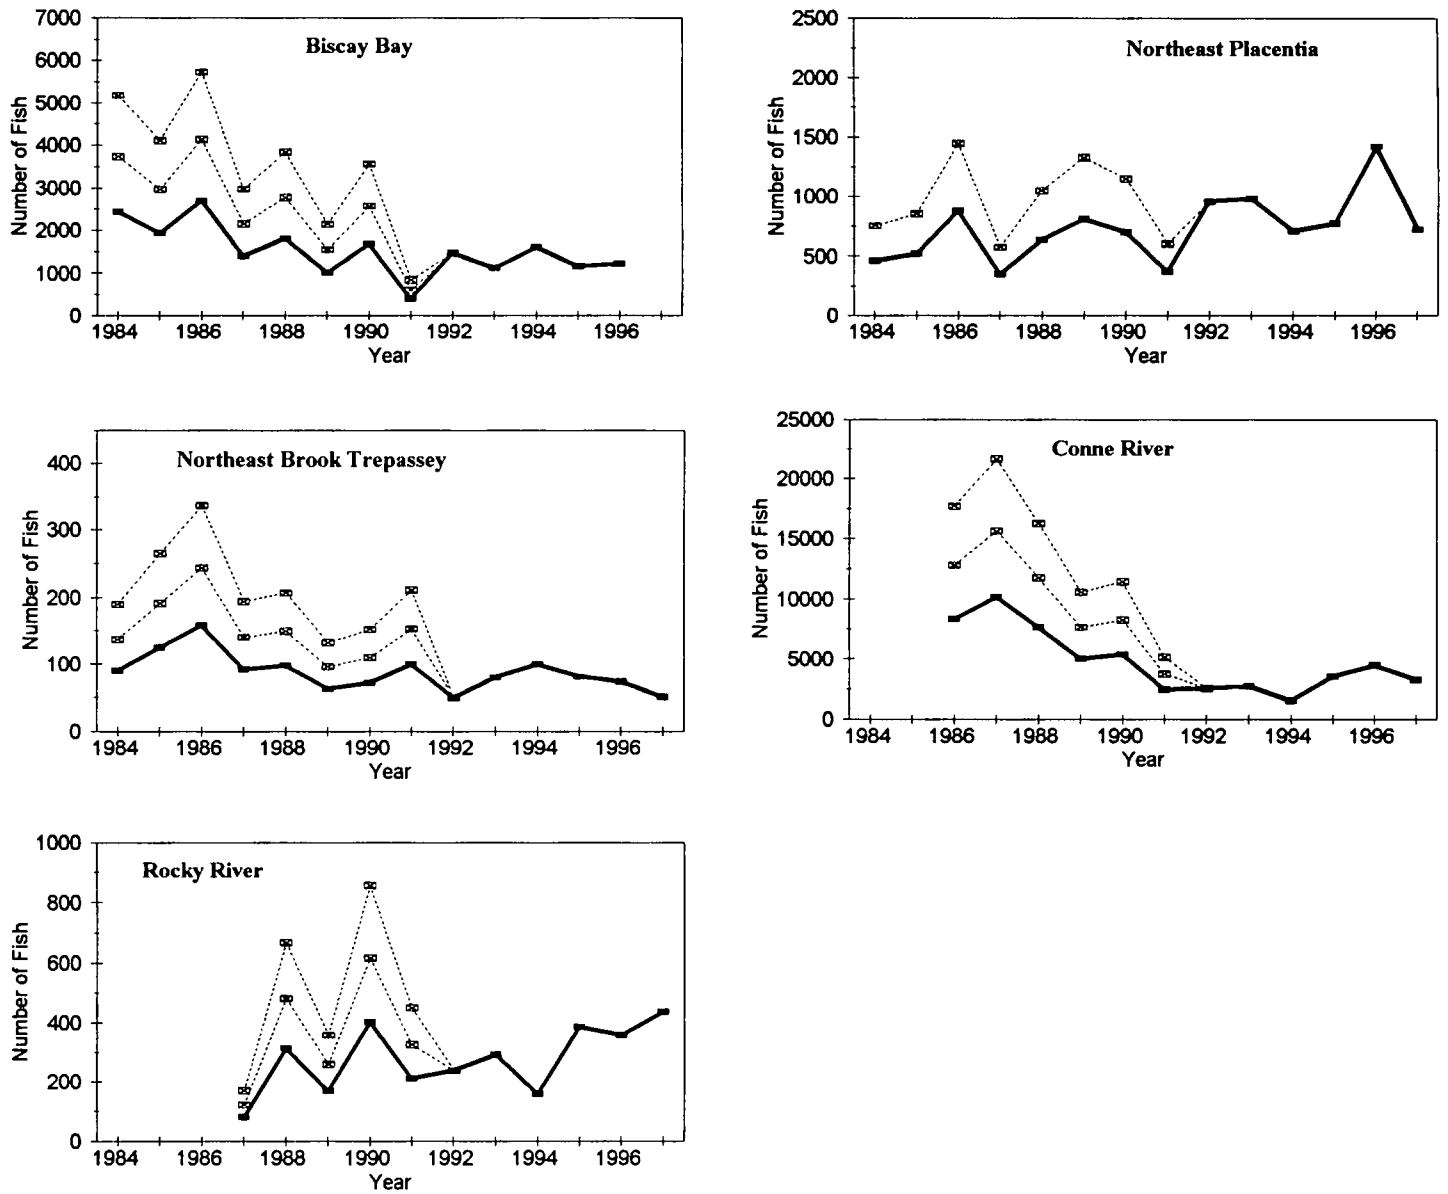 Biscay Bay
Number of Fish
7000
6000
5000
4000
3000
2000
1000
0
1984 1986 1988 1990 1992 1994 1996
Year
Northeast Placentia
Number of Fish
2500
2000
1500
1000
500
0
1984 1986 1988 1990 1992 1994 1996
Year
Northeast Brook Trepassey
Number of Fish
400
300
200
100
0
1984 1986 1988 1990 1992 1994 1996
Year
Conne River
Number of Fish
25000
20000
15000
10000
5000
0
1984 1986 1988 1990 1992 1994 1996
Year
Rocky River
Number of Fish
1000
800
600
400
200
0
1984 1986 1988 1990 1992 1994 1996
Year